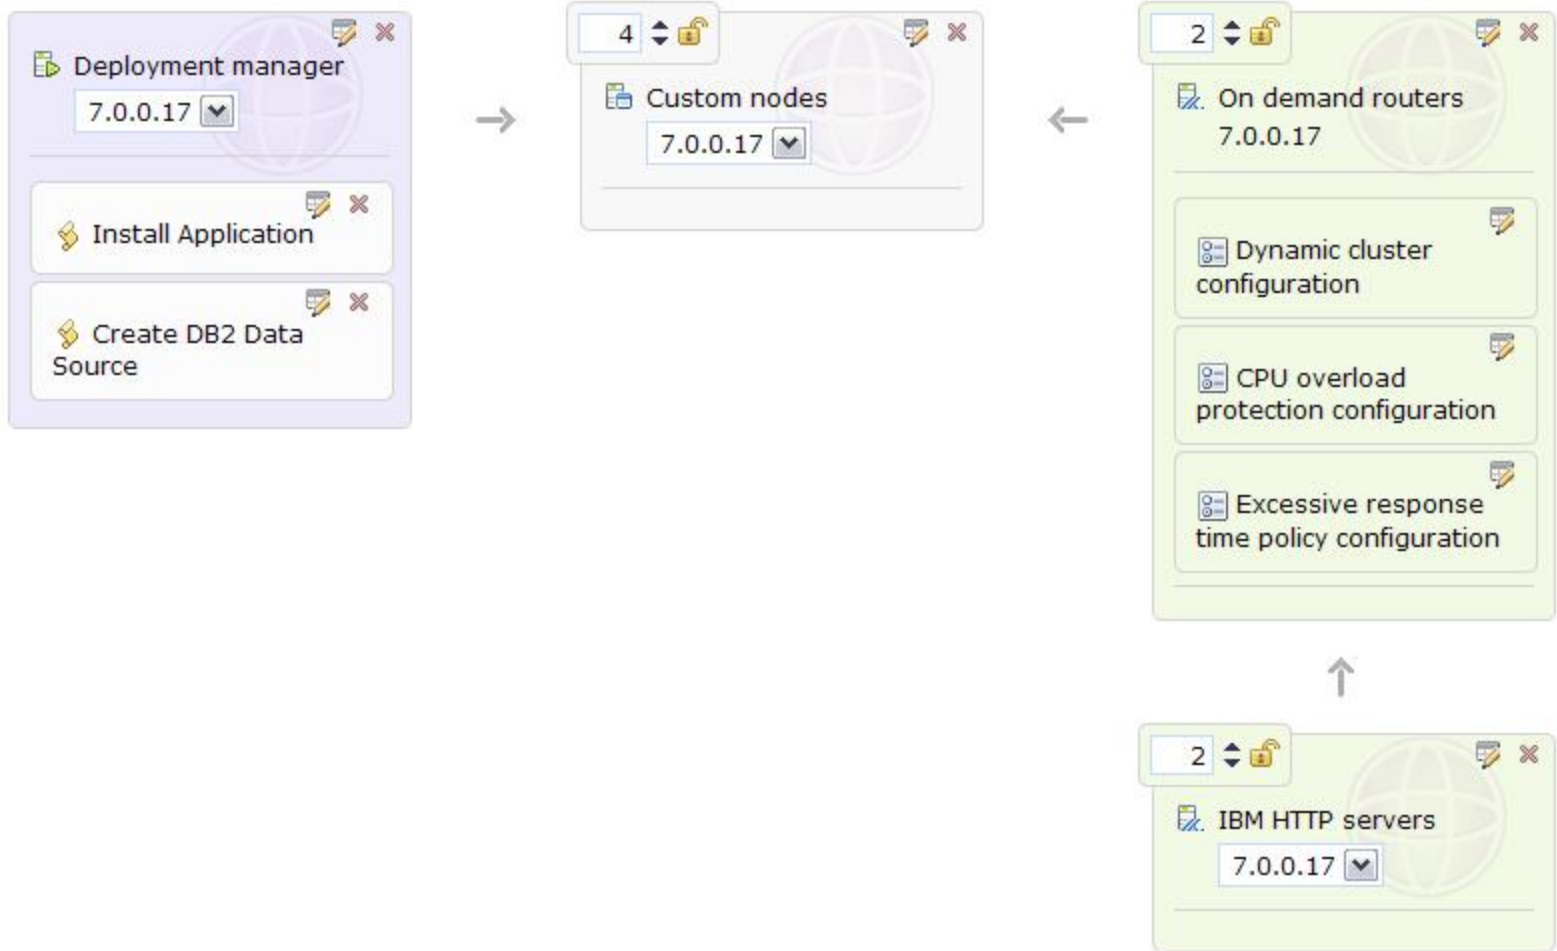 Deployment manager
7.0.0.17
Install Application
Create DB2 Data
Source
4
Custom nodes
7.0.0.17
2
On demand routers
7.0.0.17
Dynamic cluster
configuration
CPU overload
protection configuration
Excessive response
time policy configuration
2
IBM HTTP servers
7.0.0.17